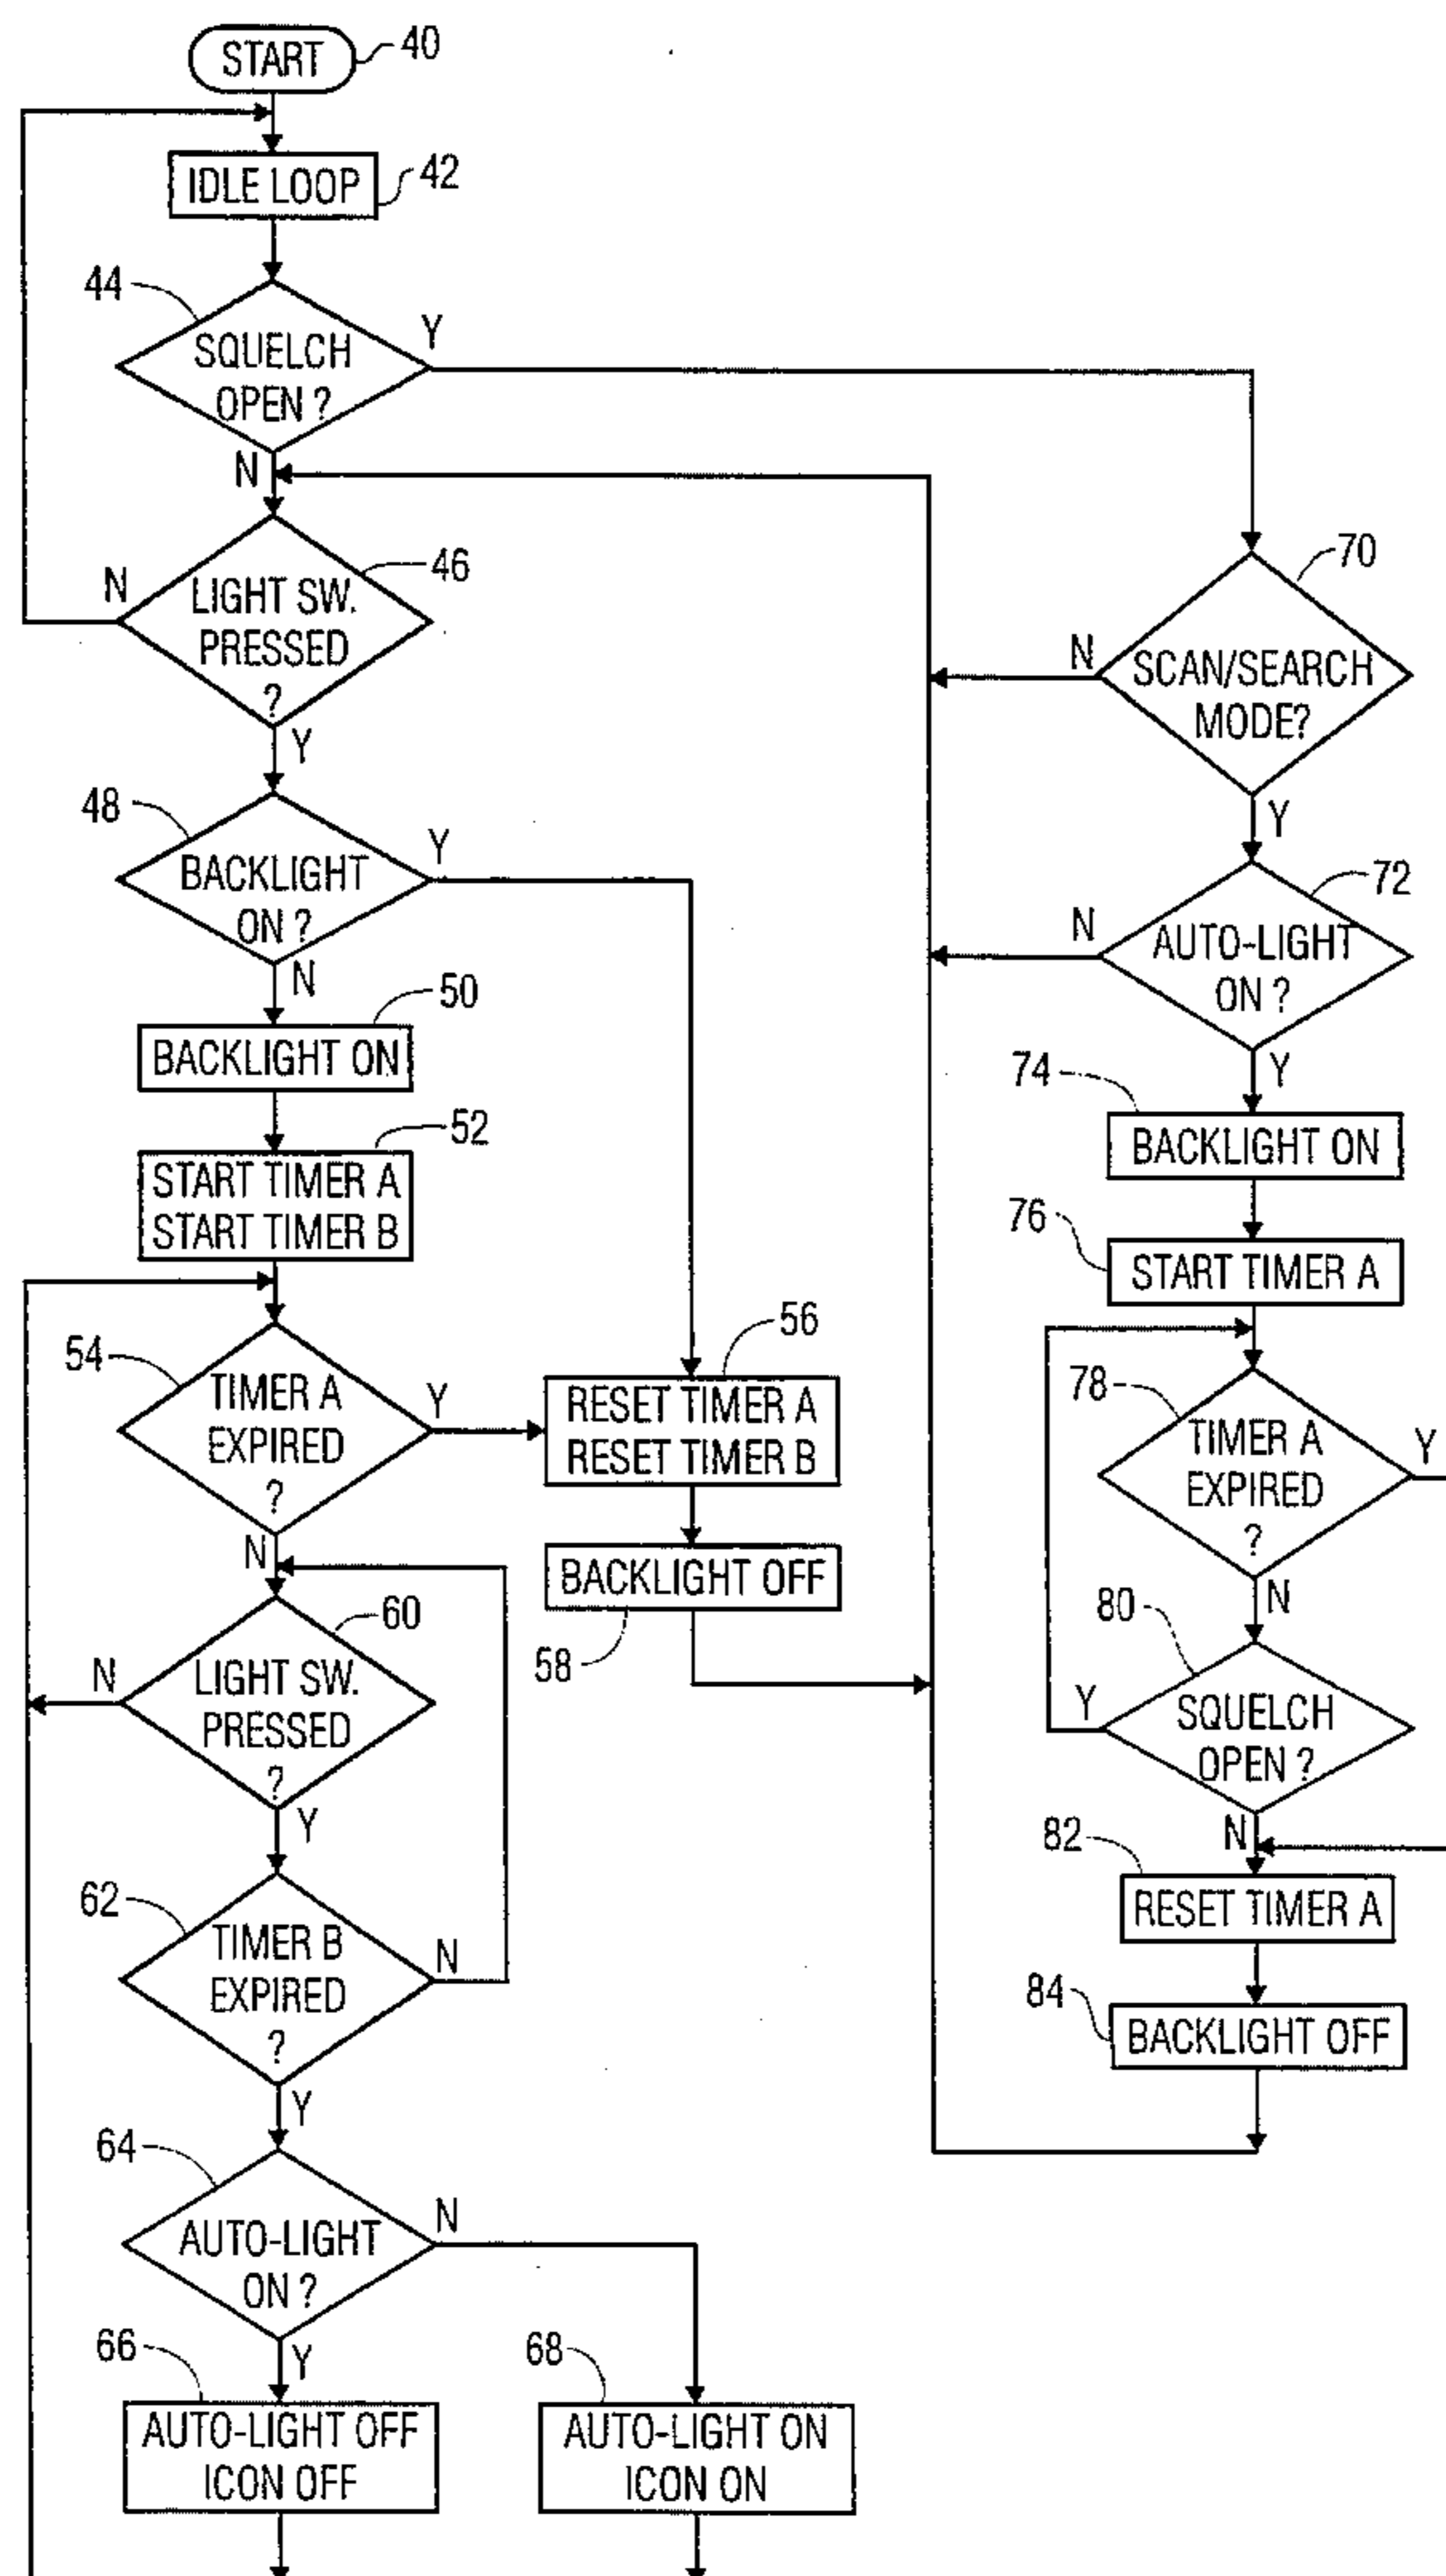 START
40
IDLE LOOP
42
44
SQUELCH
OPEN ?
Y
N
46
LIGHT SW.
PRESSED
?
N
Y
48
BACKLIGHT
ON ?
Y
N
50
BACKLIGHT ON
52
START TIMER A
START TIMER B
54
TIMER A
EXPIRED
?
Y
N
56
RESET TIMER A
RESET TIMER B
BACKLIGHT OFF
58
60
LIGHT SW.
PRESSED
?
N
Y
62
TIMER B
EXPIRED
?
N
Y
64
AUTO-LIGHT
ON ?
N
Y
66
AUTO-LIGHT OFF
ICON OFF
68
AUTO-LIGHT ON
ICON ON
70
SCAN/SEARCH
MODE?
N
Y
72
AUTO-LIGHT
ON ?
N
Y
74
BACKLIGHT ON
76
START TIMER A
78
TIMER A
EXPIRED
?
Y
N
80
SQUELCH
OPEN ?
Y
N
82
RESET TIMER A
84
BACKLIGHT OFF